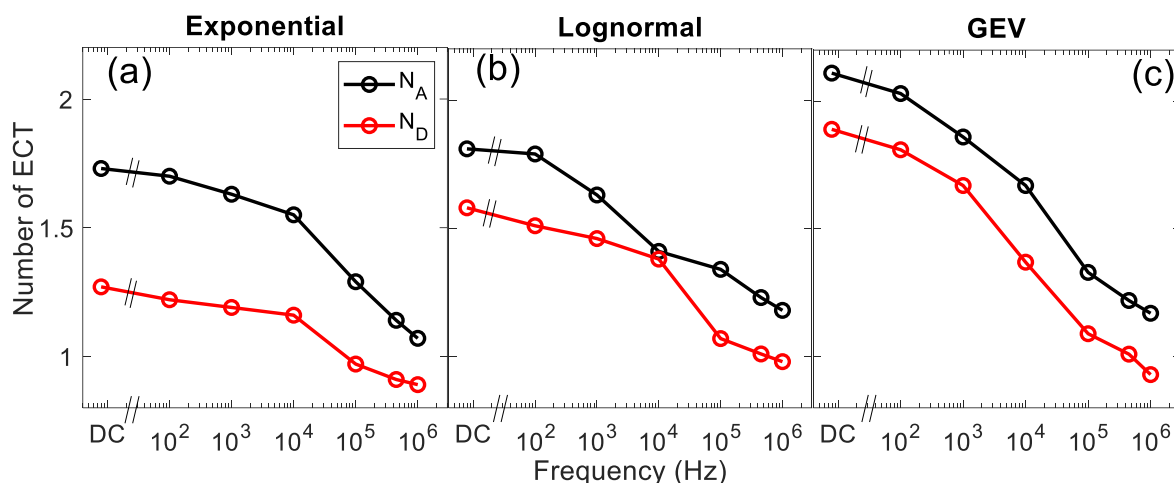 Exponential
Lognormal
GEV
(a)
(b)
(c)
N_A
N_D
Number of ECT
2
1.5
1
DC 10^2 10^3 10^4 10^5 10^6
DC 10^2 10^3 10^4 10^5 10^6
DC 10^2 10^3 10^4 10^5 10^6
Frequency (Hz)